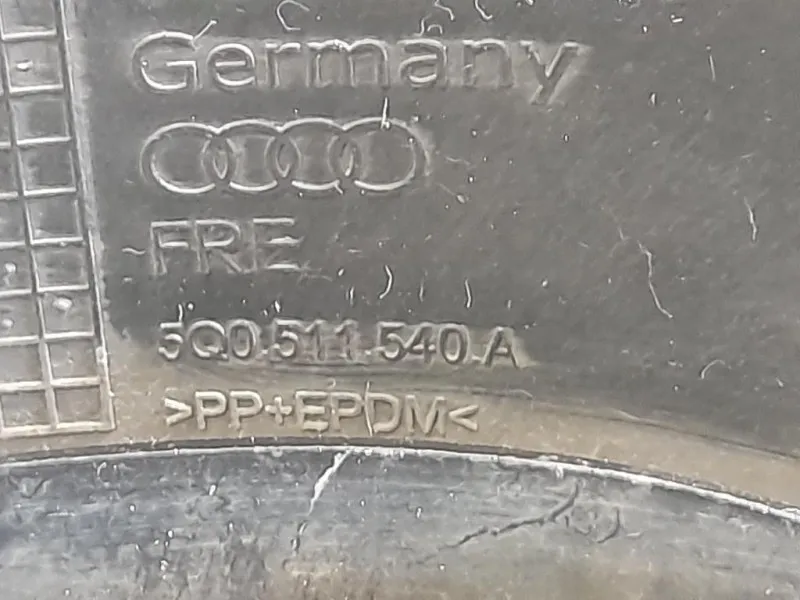 Germany
FRE
5Q0.511.540.A
>PP+EPDM<